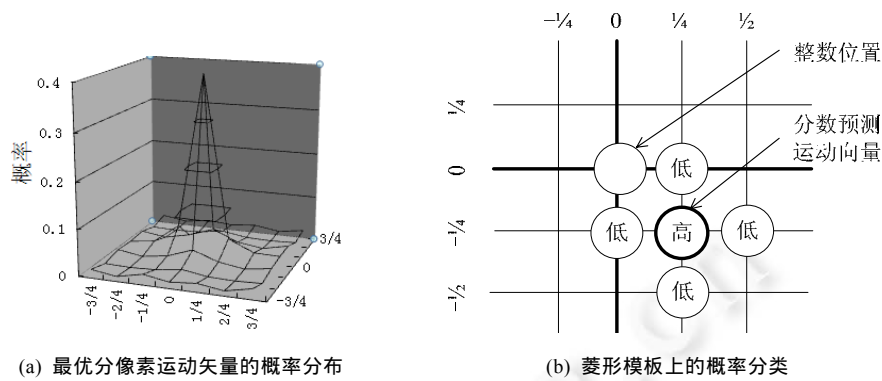 概率
0.4
0.3
0.2
0.1
0
-3/4
-2/4
-1/4
0
1/4
2/4
3/4
3/4
0
-3/4
(a) 最优分像素运动矢量的概率分布
-¼ 0 ¼ ½
¼
0
-¼
-½
整数位置
分数预测
运动向量
低
低 高 低
低
(b) 菱形模板上的概率分类